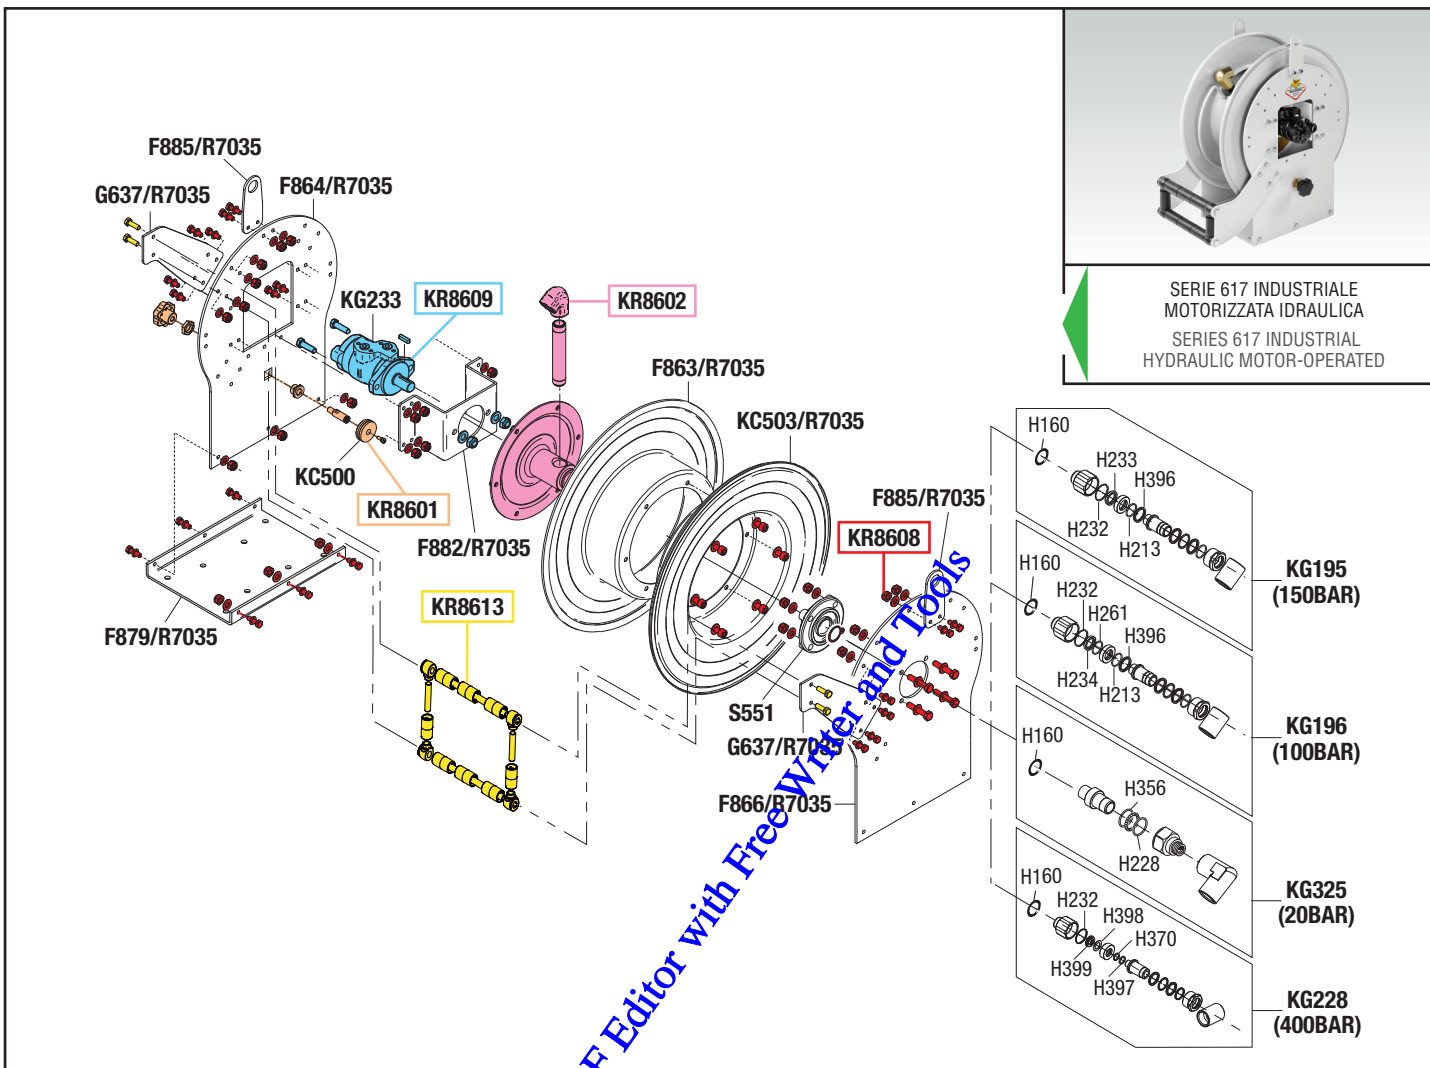 SERIE 617 INDUSTRIALE
MOTORIZZATA IDRAULICA
SERIES 617 INDUSTRIAL
HYDRAULIC MOTOR-OPERATED
F885/R7035
G637/R7035
F864/R7035
KG233
KR8609
KR8602
F863/R7035
KC503/R7035
KC500
KR8601
F882/R7035
F885/R7035
KR8608
F879/R7035
KR8613
S551
G637/R7035
F866/R7035
H160
H233
H396
H232
H213
KG195
(150BAR)
H160
H232
H261
H396
H234
H213
KG196
(100BAR)
H160
H356
H228
KG325
(20BAR)
H160
H232
H398
H370
H399
H397
KG228
(400BAR)
F Editor with Free Writer and Tools